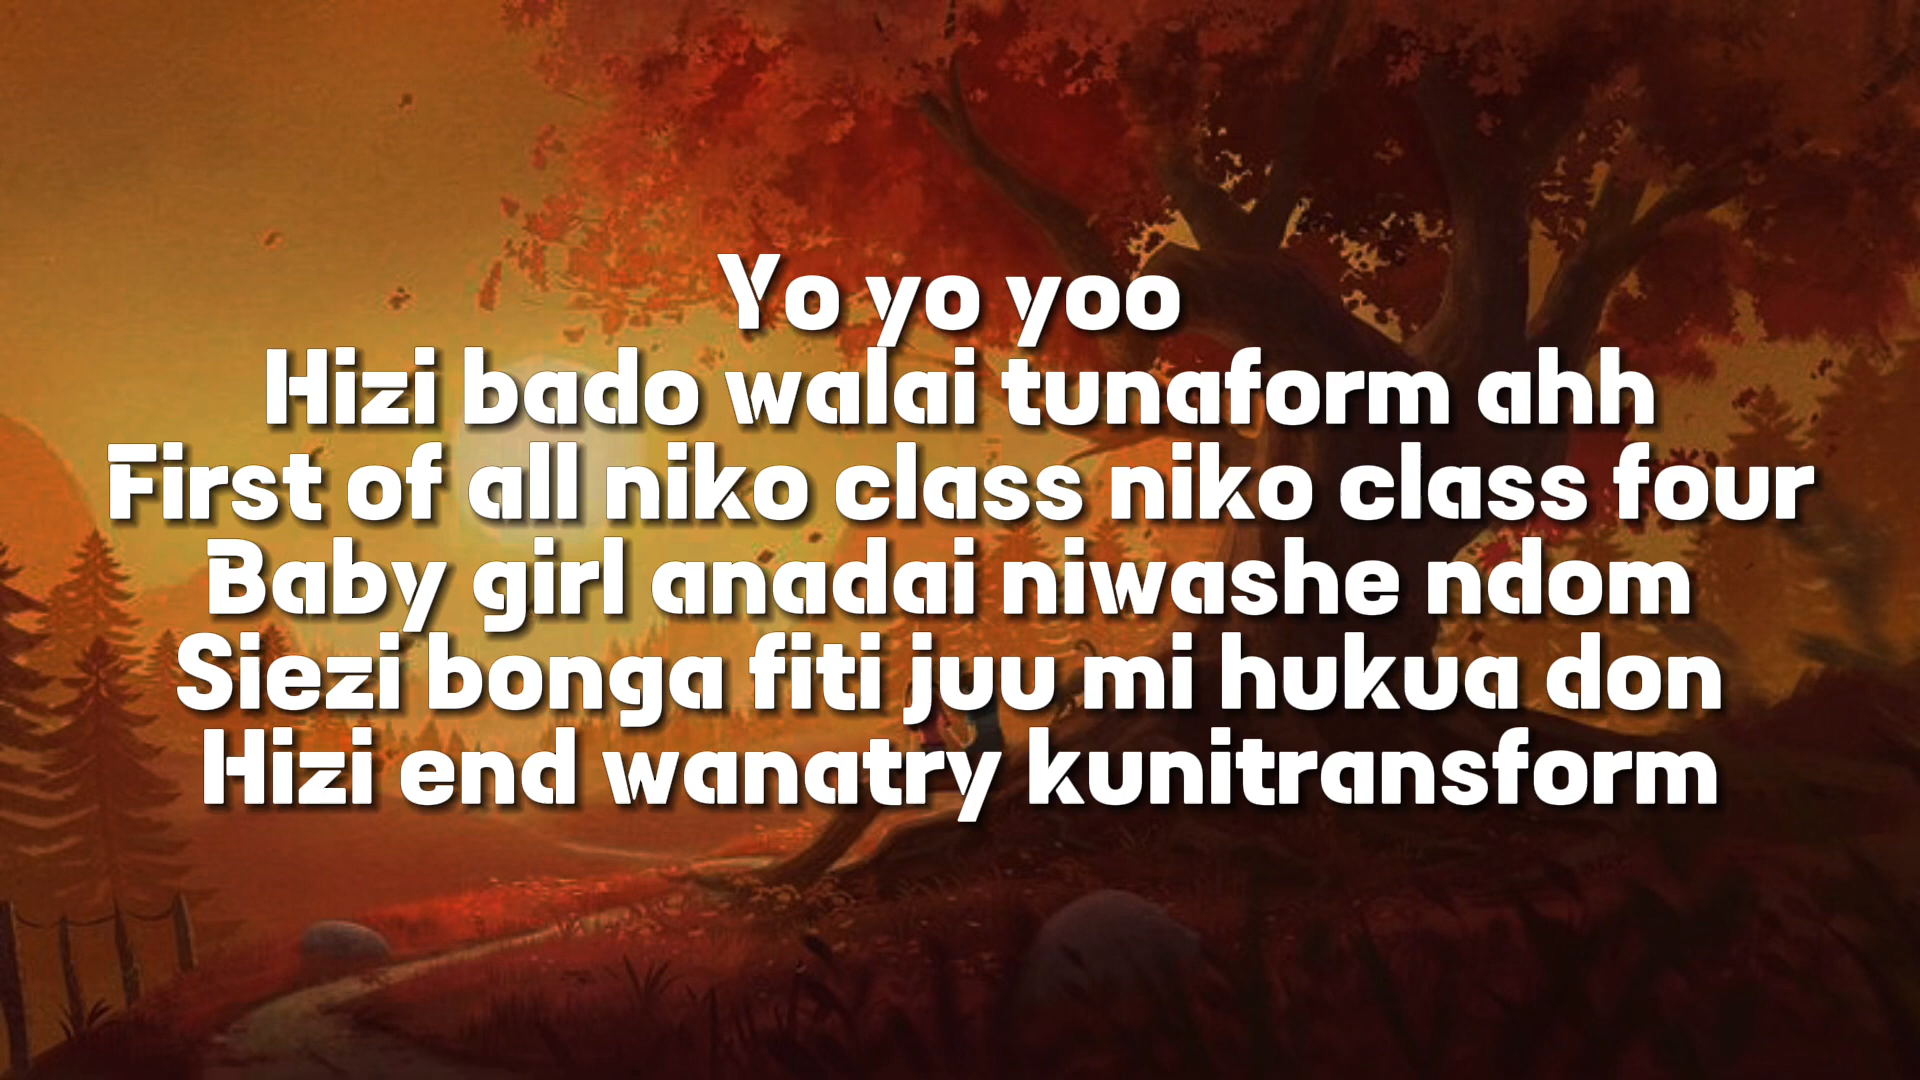 Yo yo yoo
Hizi bado walai tunaform ahh
First of all niko class niko class four
Baby girl anadai niwashe ndom
Siezi bonga fiti juu mi hukua don
Hizi end wanatry kunitransform